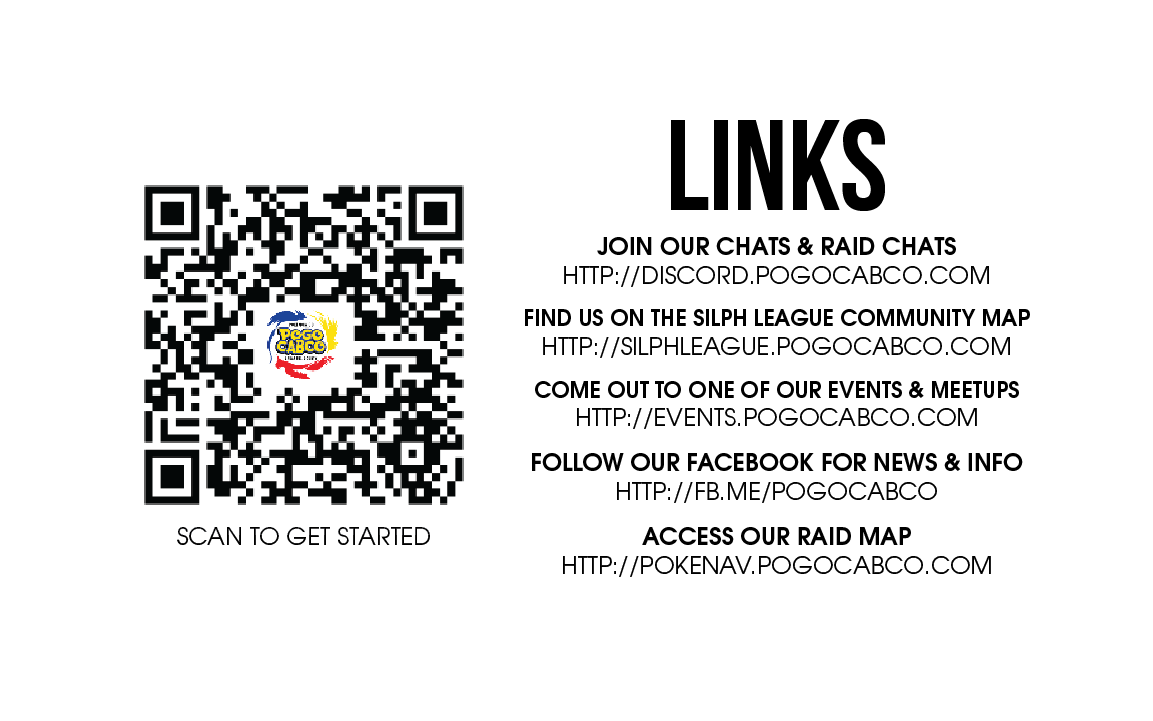 LINKS
JOIN OUR CHATS & RAID CHATS
HTTP://DISCORD.POGOCABCO.COM
FIND US ON THE SILPH LEAGUE COMMUNITY MAP
HTTP://SILPHLEAGUE.POGOCABCO.COM
COME OUT TO ONE OF OUR EVENTS & MEETUPS
HTTP://EVENTS.POGOCABCO.COM
FOLLOW OUR FACEBOOK FOR NEWS & INFO
HTTP://FB.ME/POGOCABCO
ACCESS OUR RAID MAP
HTTP://POKENAV.POGOCABCO.COM
POGO
CABCO
SCAN TO GET STARTED